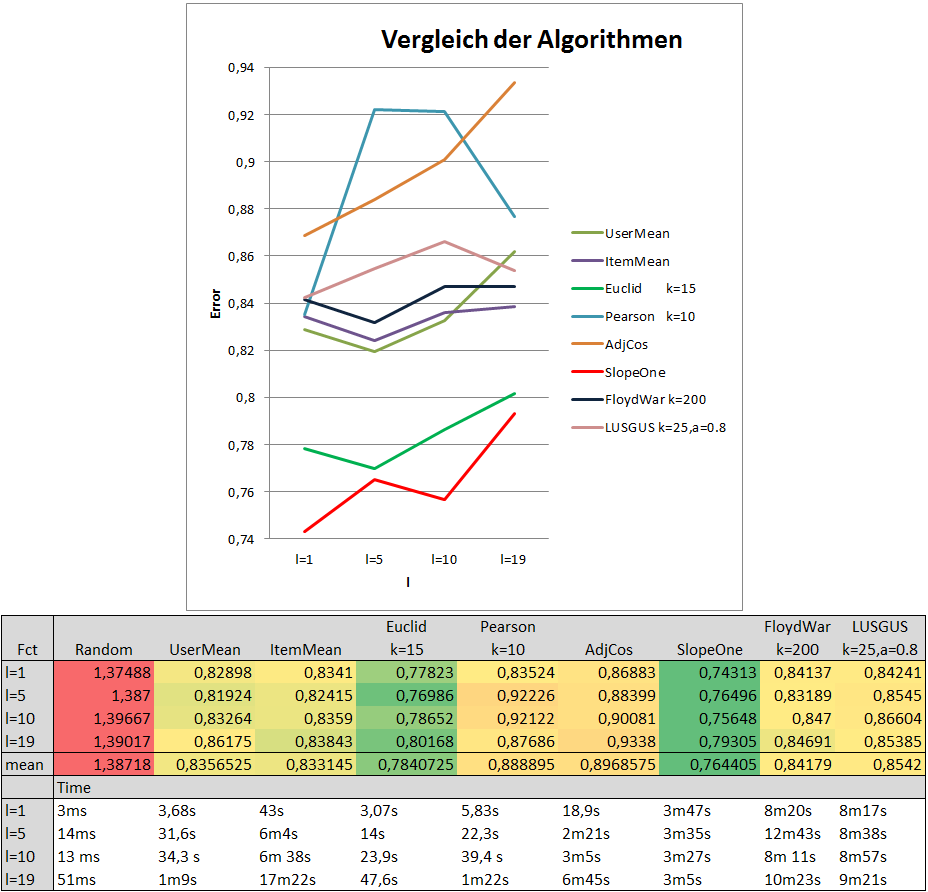 Vergleich der Algorithmen
0,94
0,92
0,9
0,88
0,86
0,84
0,82
0,8
0,78
0,76
0,74
Error
l=1 l=5 l=10 l=19
l
UserMean
ItemMean
Euclid k=15
Pearson k=10
AdjCos
SlopeOne
FloydWar k=200
LUSGUS k=25,a=0.8
Euclid Pearson FloydWar LUSGUS
Fct Random UserMean ItemMean k=15 k=10 AdjCos SlopeOne k=200 k=25,a=0.8
l=1 1,37488 0,82898 0,8341 0,77823 0,83524 0,86883 0,74313 0,84137 0,84241
l=5 1,387 0,81924 0,82415 0,76986 0,92226 0,88399 0,76496 0,83189 0,8545
l=10 1,39667 0,83264 0,8359 0,78652 0,92122 0,90081 0,75648 0,847 0,86604
l=19 1,39017 0,86175 0,83843 0,80168 0,87686 0,9338 0,79305 0,84691 0,85385
mean 1,38718 0,8356525 0,833145 0,7840725 0,888895 0,8968575 0,764405 0,84179 0,8542
Time
l=1 3ms 3,68s 43s 3,07s 5,83s 18,9s 3m47s 8m20s 8m17s
l=5 14ms 31,6s 6m4s 14s 22,3s 2m21s 3m35s 12m43s 8m38s
l=10 13 ms 34,3 s 6m 38s 23,9s 39,4 s 3m5s 3m27s 8m 11s 8m57s
l=19 51ms 1m9s 17m22s 47,6s 1m22s 6m45s 3m5s 10m23s 9m21s